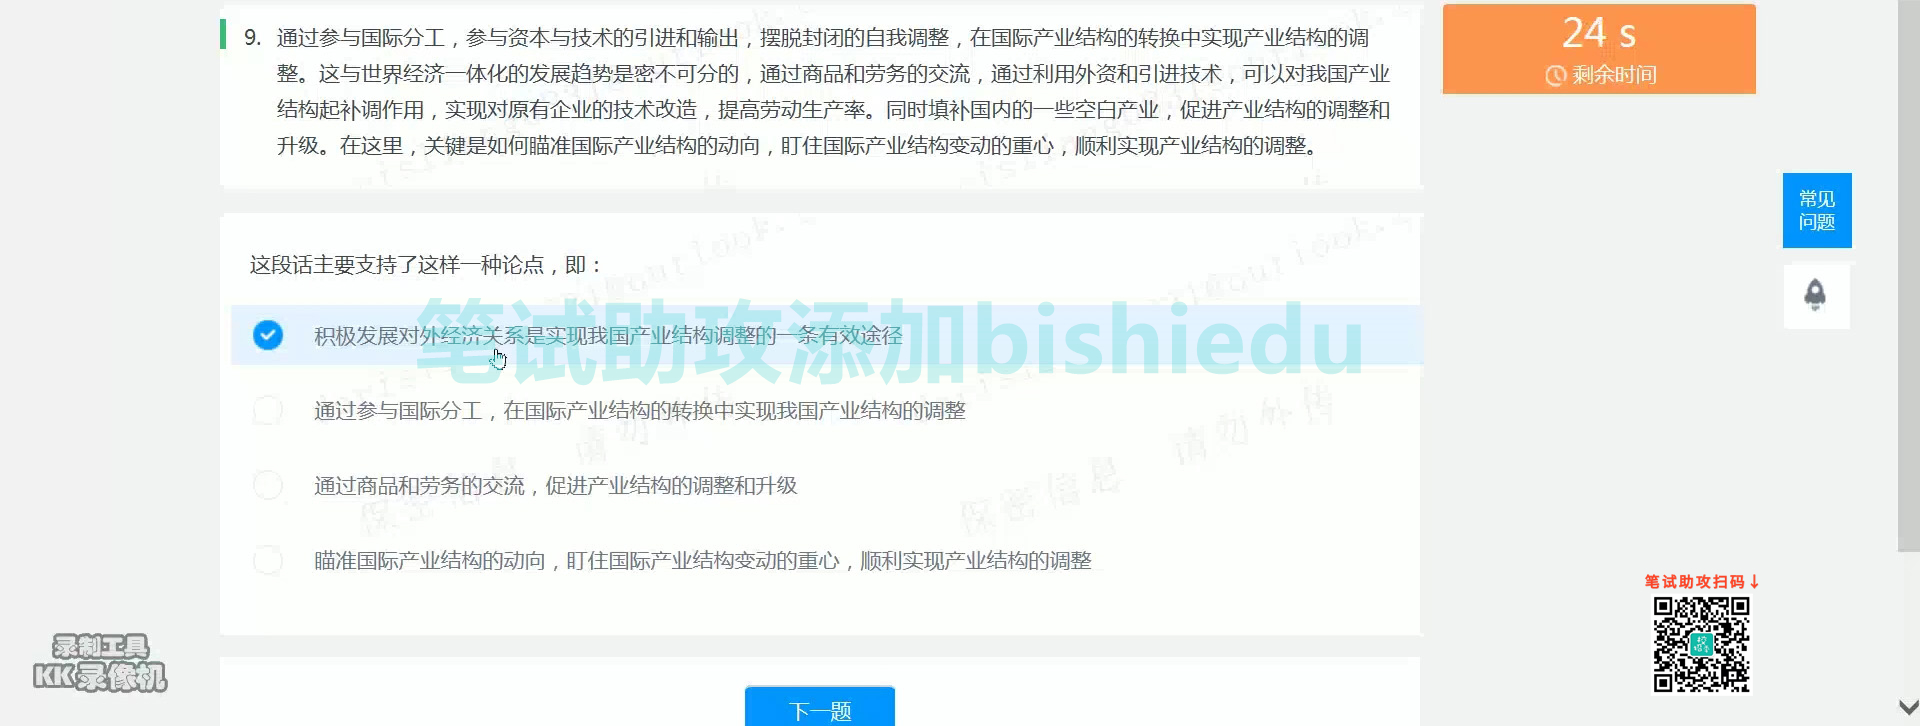 9. 通过参与国际分工，参与资本与技术的引进和输出，摆脱封闭的自我调整，在国际产业结构的转换中实现产业结构的调
整。这与世界经济一体化的发展趋势是密不可分的，通过商品和劳务的交流，通过利用外资和引进技术，可以对我国产业
结构起补调作用，实现对原有企业的技术改造，提高劳动生产率。同时填补国内的一些空白产业，促进产业结构的调整和
升级。在这里，关键是如何瞄准国际产业结构的动向，盯住国际产业结构变动的重心，顺利实现产业结构的调整。
24 s
剩余时间
常见
问题
这段话主要支持了这样一种论点，即：
积极发展对外经济关系是实现我国产业结构调整的一条有效途径
笔试助攻添加bishiedu
通过参与国际分工，在国际产业结构的转换中实现我国产业结构的调整
通过商品和劳务的交流，促进产业结构的调整和升级
瞄准国际产业结构的动向，盯住国际产业结构变动的重心，顺利实现产业结构的调整
保密信息 请勿外传
保密信息 请勿外传
笔试助攻扫码↓
录制工具
KK录像机
下一题